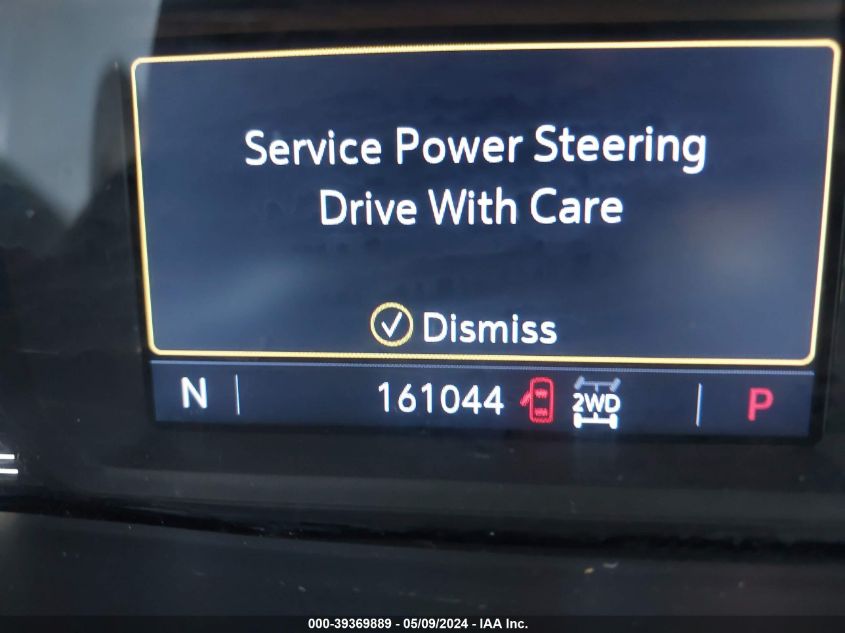 Service Power Steering
Drive With Care
Dismiss
N 161044 2WD P
000-39369889 - 05/09/2024 - IAA Inc.